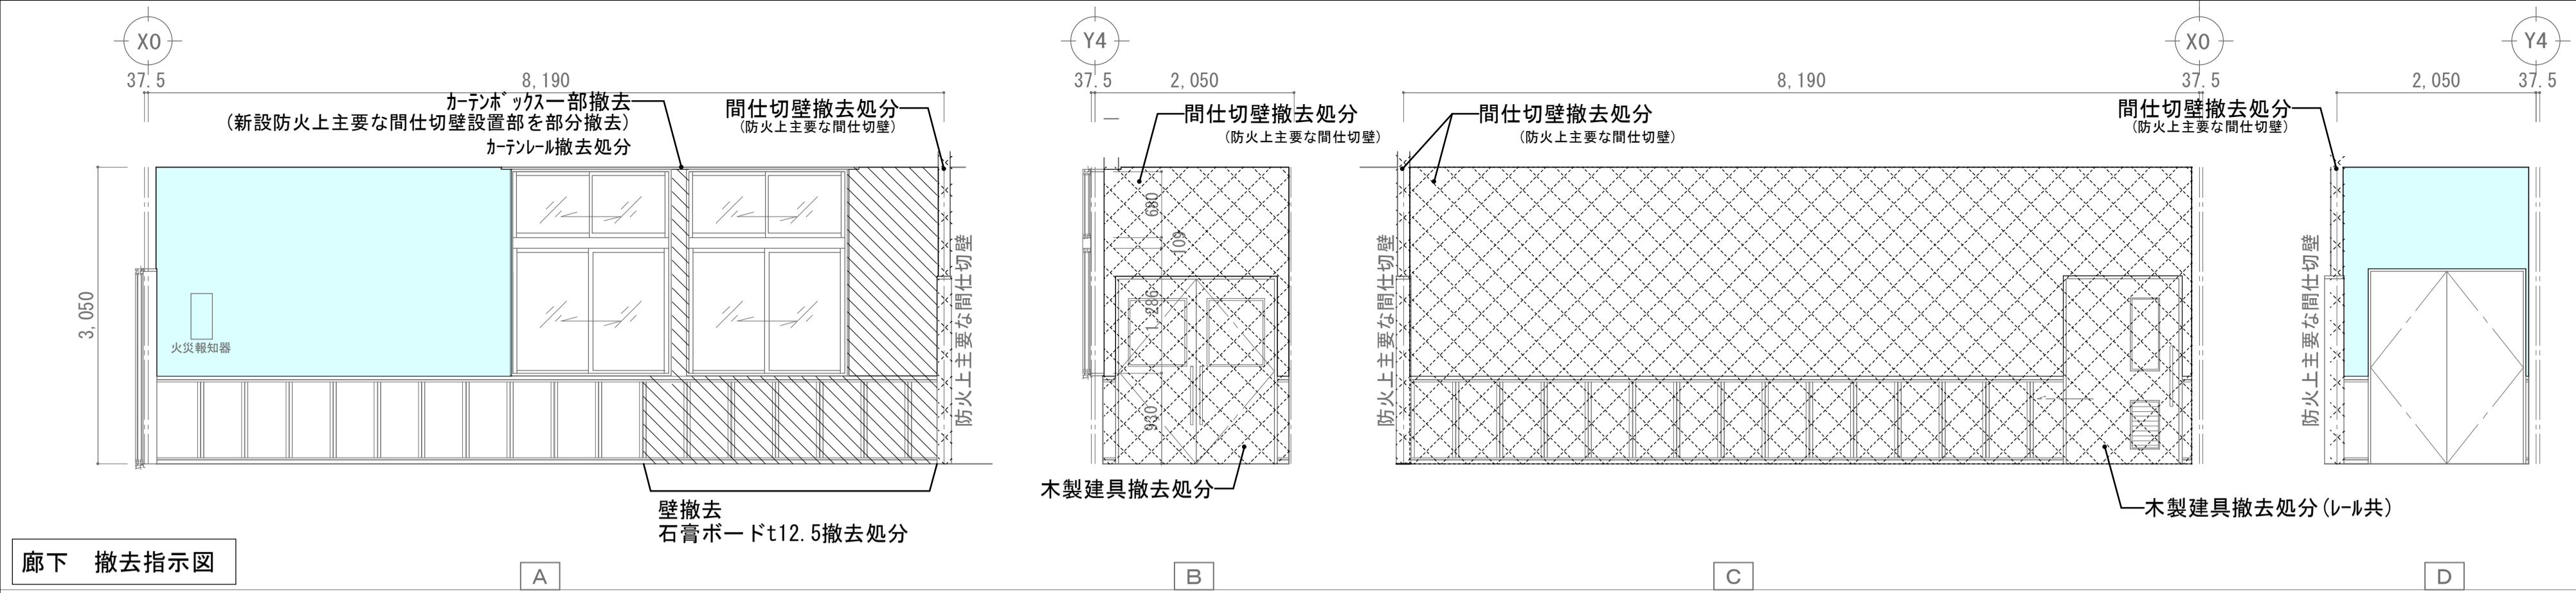 X0
37.5
8,190
カーテンボックス一部撤去
(新設防火上主要な間仕切壁設置部を部分撤去)
カーテンレール撤去処分
間仕切壁撤去処分
(防火上主要な間仕切壁)
3,050
火災報知器
防火上主要な間仕切壁
壁撤去
石膏ボードt12.5撤去処分
廊下 撤去指示図
A
Y4
37.5
2,050
間仕切壁撤去処分
(防火上主要な間仕切壁)
680
109
1,286
930
木製建具撤去処分
B
X0
8,190
37.5
間仕切壁撤去処分
(防火上主要な間仕切壁)
防火上主要な間仕切壁
木製建具撤去処分(レール共)
C
Y4
2,050
37.5
間仕切壁撤去処分
(防火上主要な間仕切壁)
防火上主要な間仕切壁
D